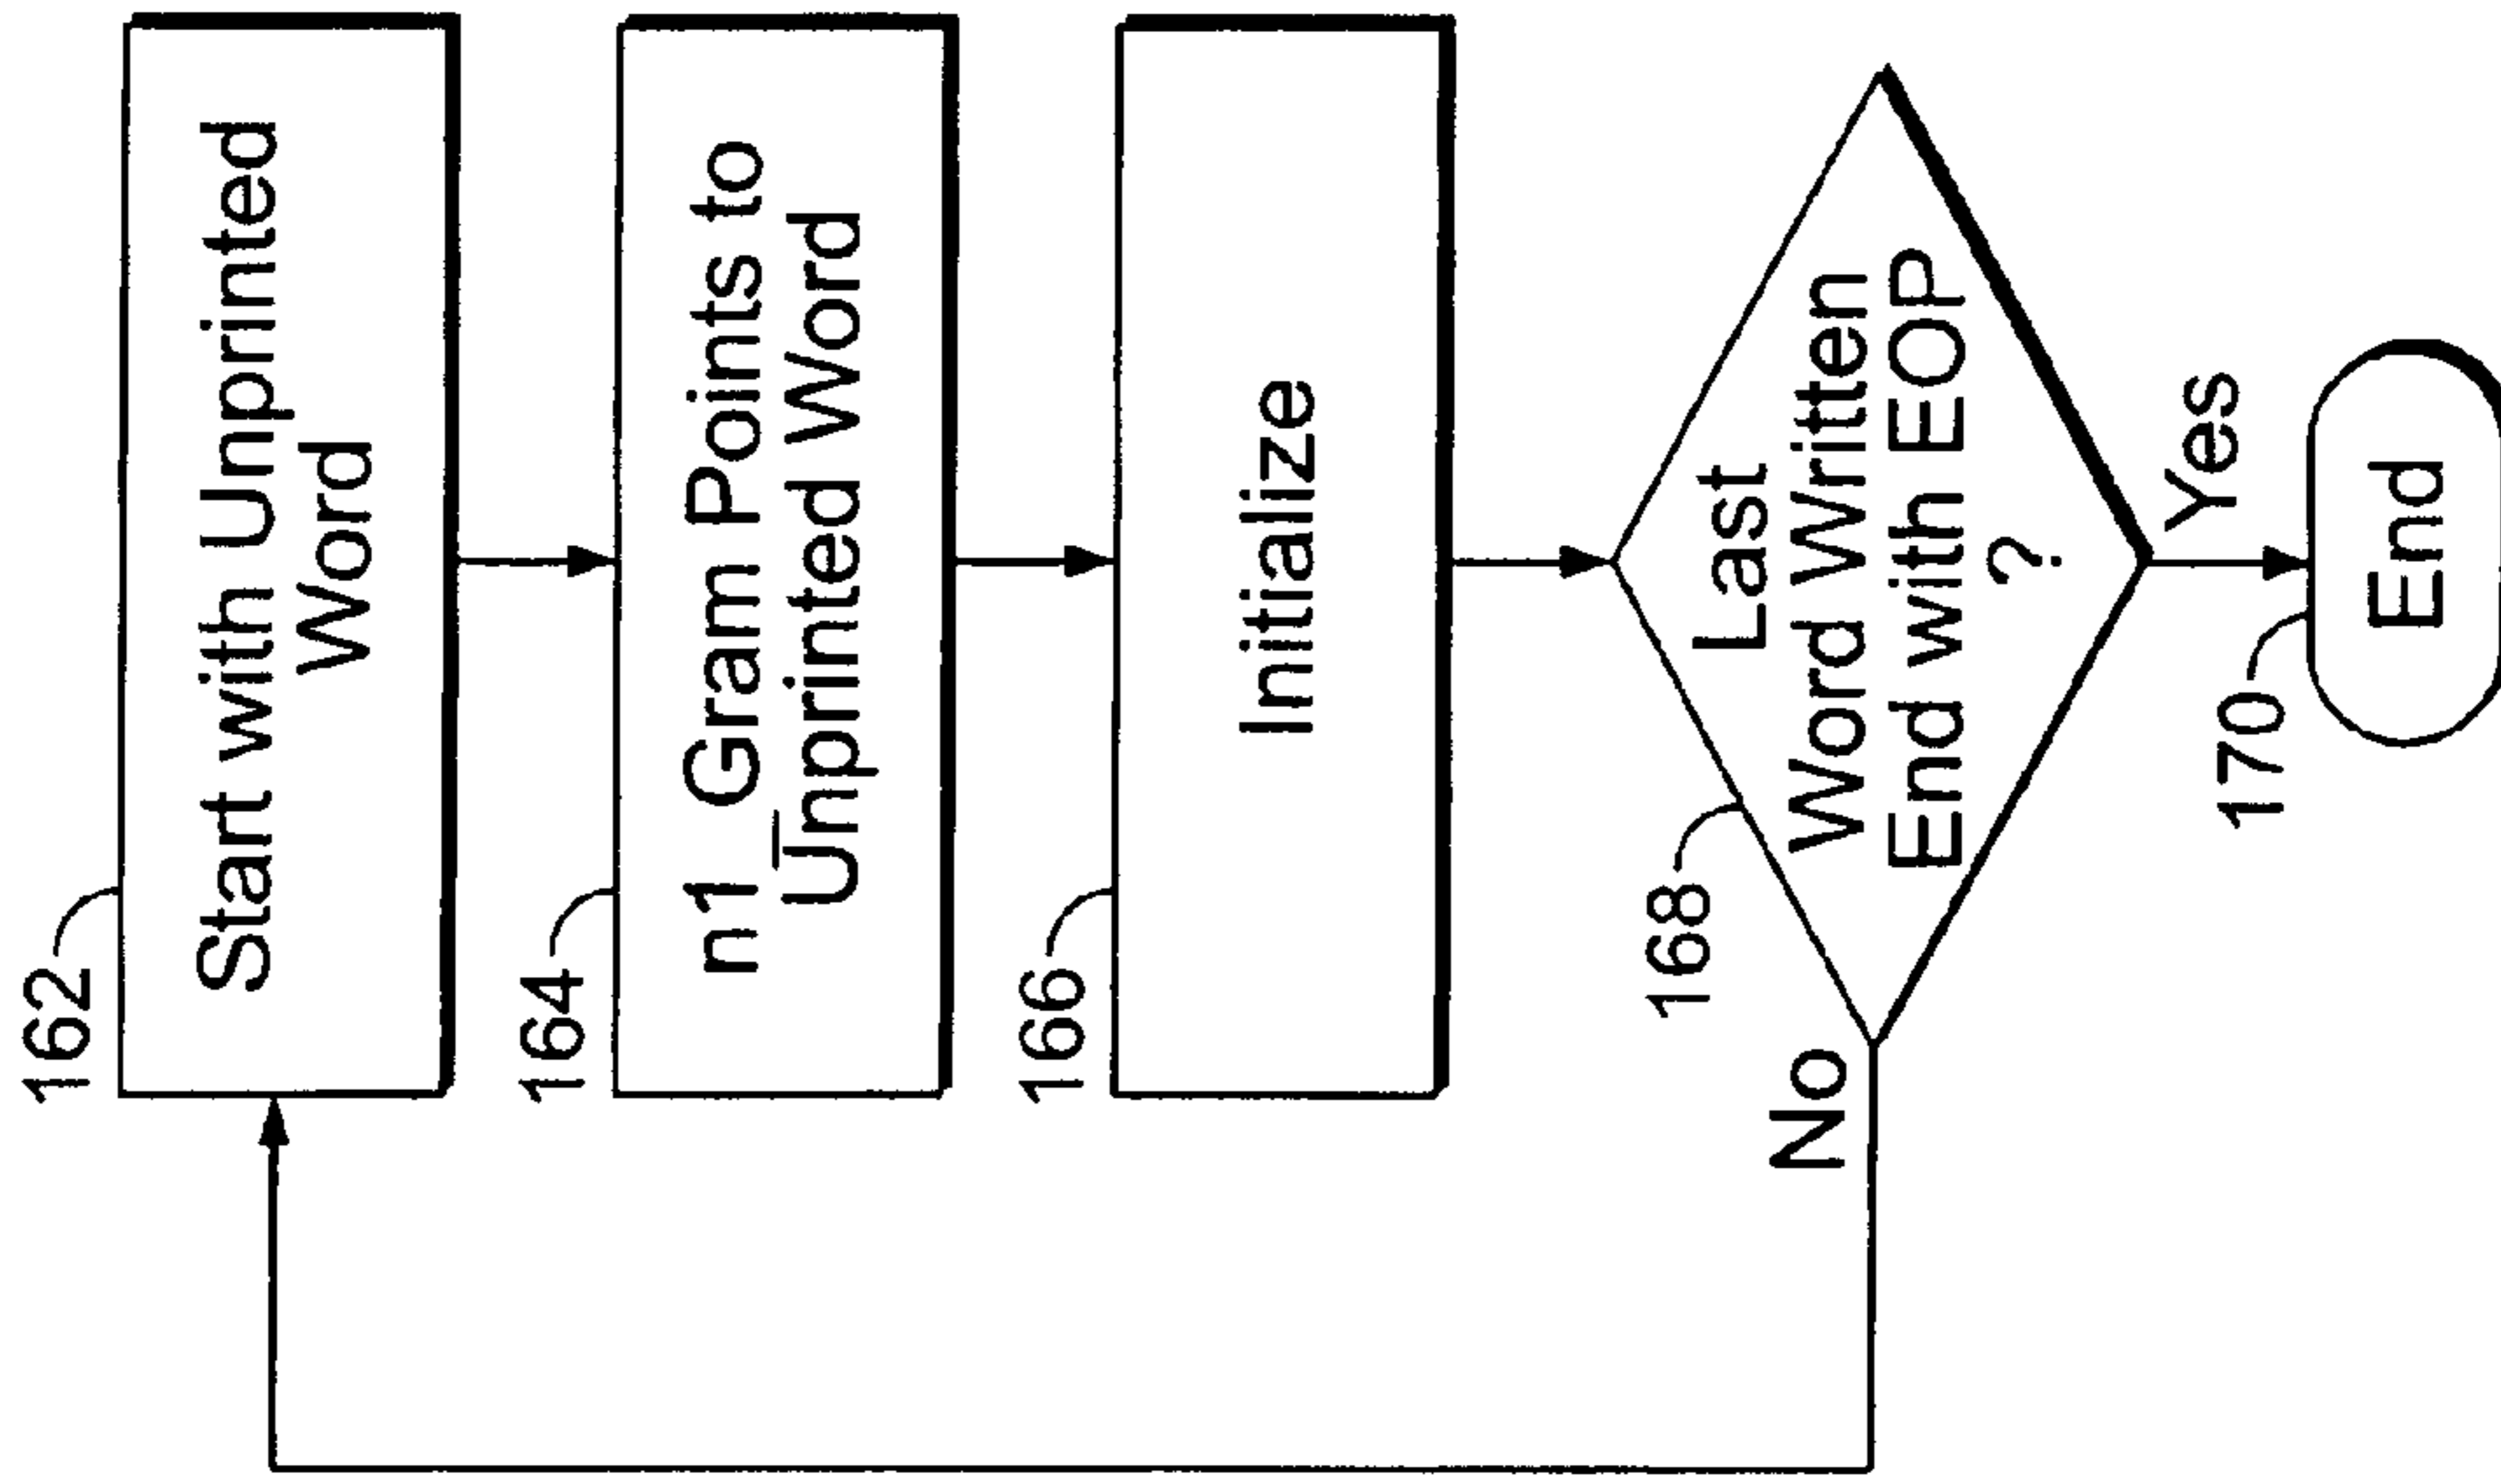 162
Start with Unprinted
Word
164
n1_Gram Points to
Unprinted Word
166
Initialize
168
Last
Word Written
End with EOP
?
No
Yes
170
End